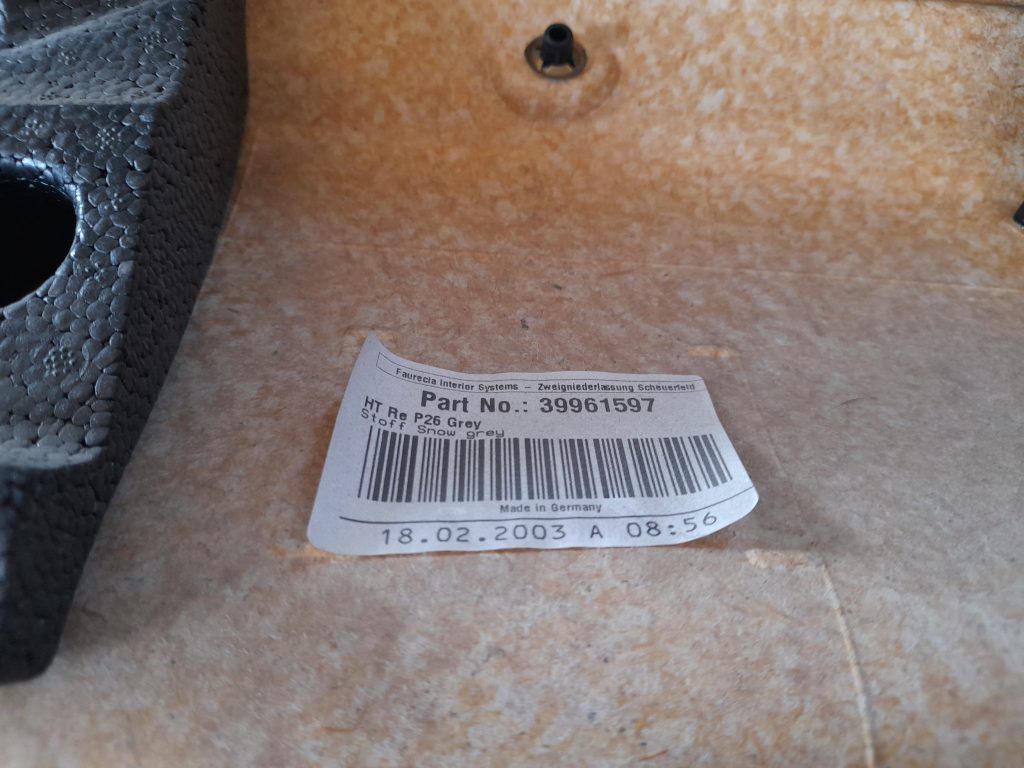 Faurecia Interior Systems – Zweigniederlassung Scheuerfeld
Part No.: 39961597
HT Re P26 Grey
Stoff Snow grey
Made in Germany
18.02.2003 A 08:56